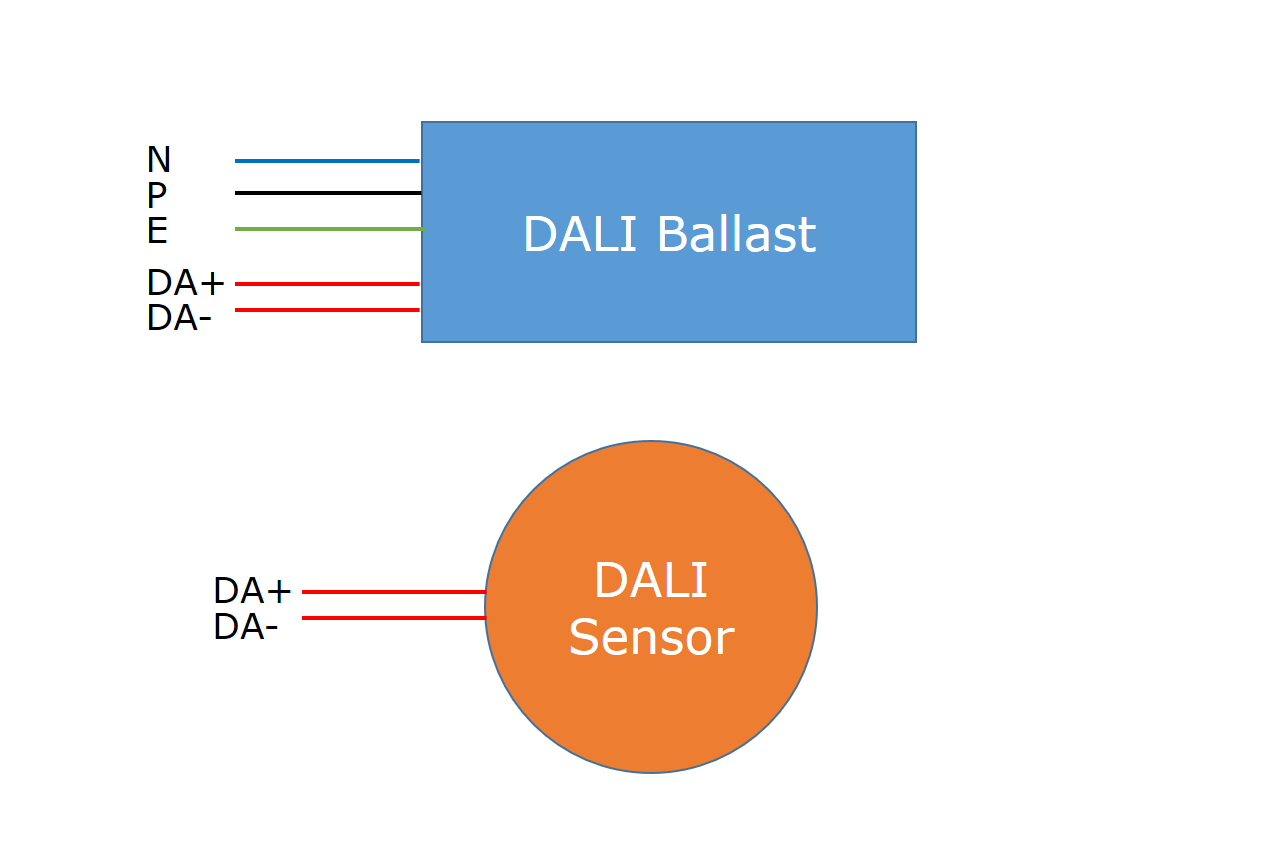 N
P
E
DA+
DA-
DALI Ballast
DA+
DA-
DALI
Sensor